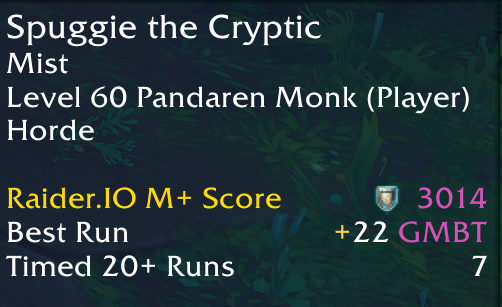 Spuggie the Cryptic
Mist
Level 60 Pandaren Monk (Player)
Horde
Raider.IO M+ Score 3014
Best Run +22 GMBT
Timed 20+ Runs 7